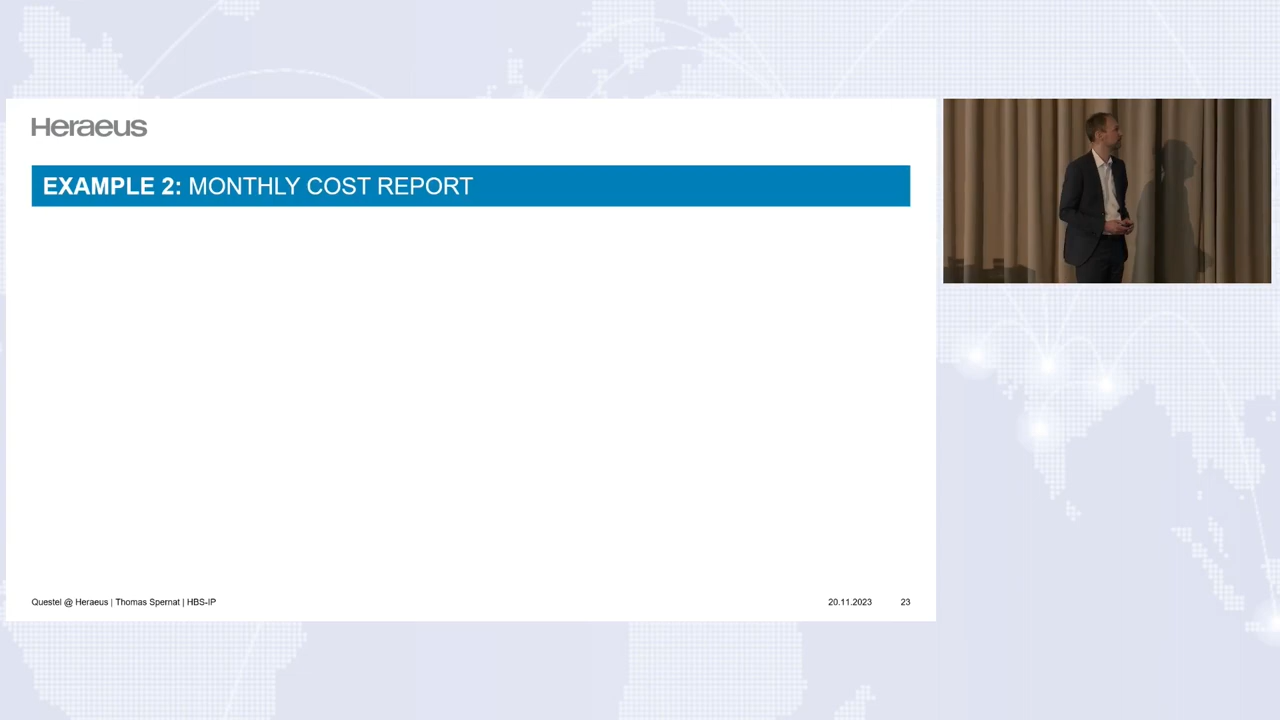 Heraeus
EXAMPLE 2: MONTHLY COST REPORT
Questel @ Heraeus | Thomas Spernat | HBS-IP
20.11.2023
23